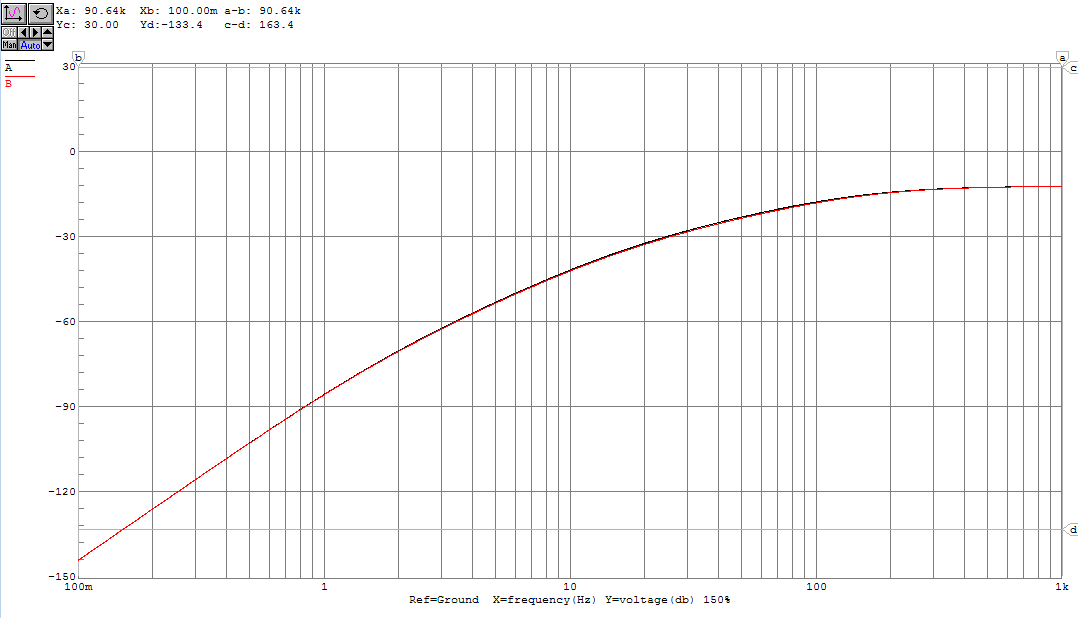 Xa: 90.64k Xb: 100.00m a-b: 90.64k
Yc: 30.00 Yd:-133.4 c-d: 163.4
Off
Man Auto
b
a
A
B
30
c
0
-30
-60
-90
-120
d
-150
100m 1 10 100 1k
Ref=Ground X=frequency(Hz) Y=voltage(db) 150%